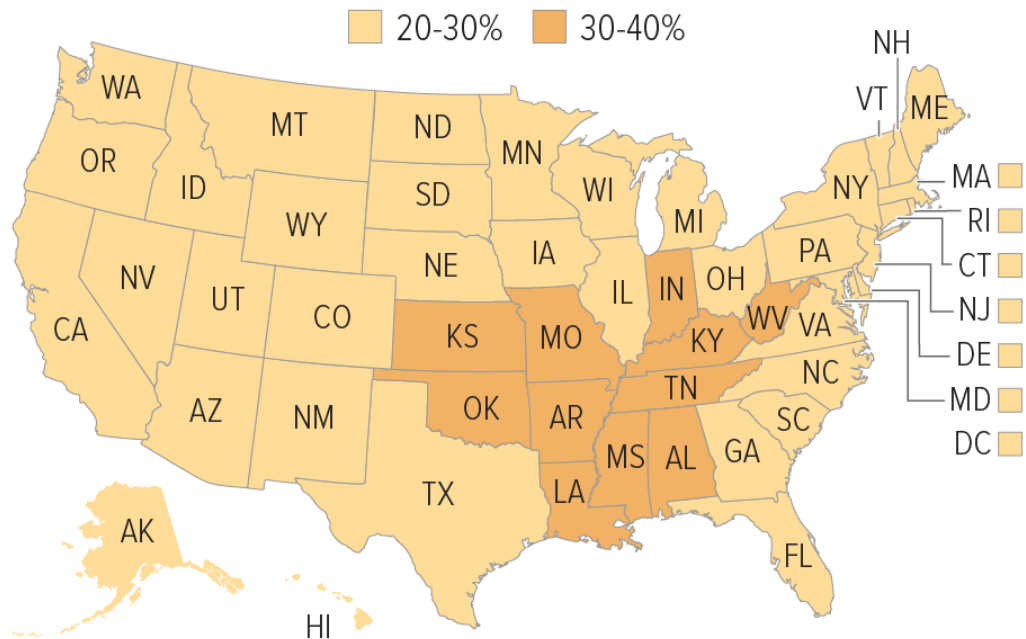 20-30% 30-40%
NH
VT
WA
ME
MT
ND
MN
OR
ID
SD
WI
NY
MA
WY
MI
RI
IA
PA
NE
CT
NV
OH
IL
IN
UT
CO
NJ
CA
KS
MO
WV
VA
KY
DE
NC
TN
AZ
NM
OK
AR
MD
SC
DC
MS
AL
GA
TX
LA
AK
FL
HI